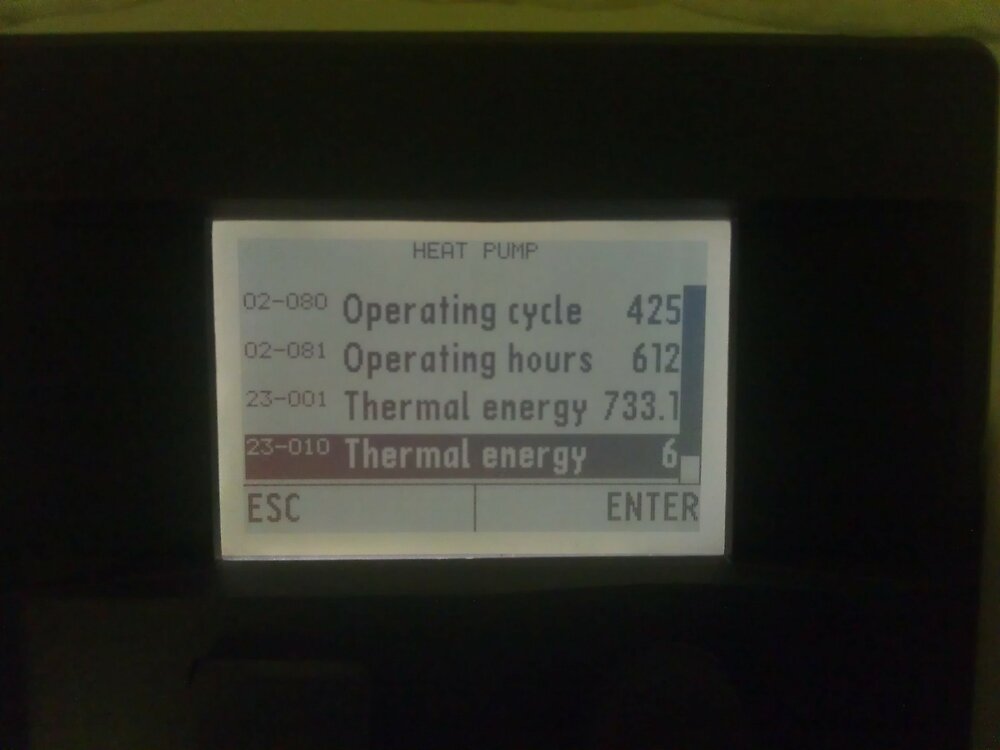 HEAT PUMP
02-080 Operating cycle 425
02-081 Operating hours 612
23-001 Thermal energy 733.1
23-010 Thermal energy 6
ESC ENTER